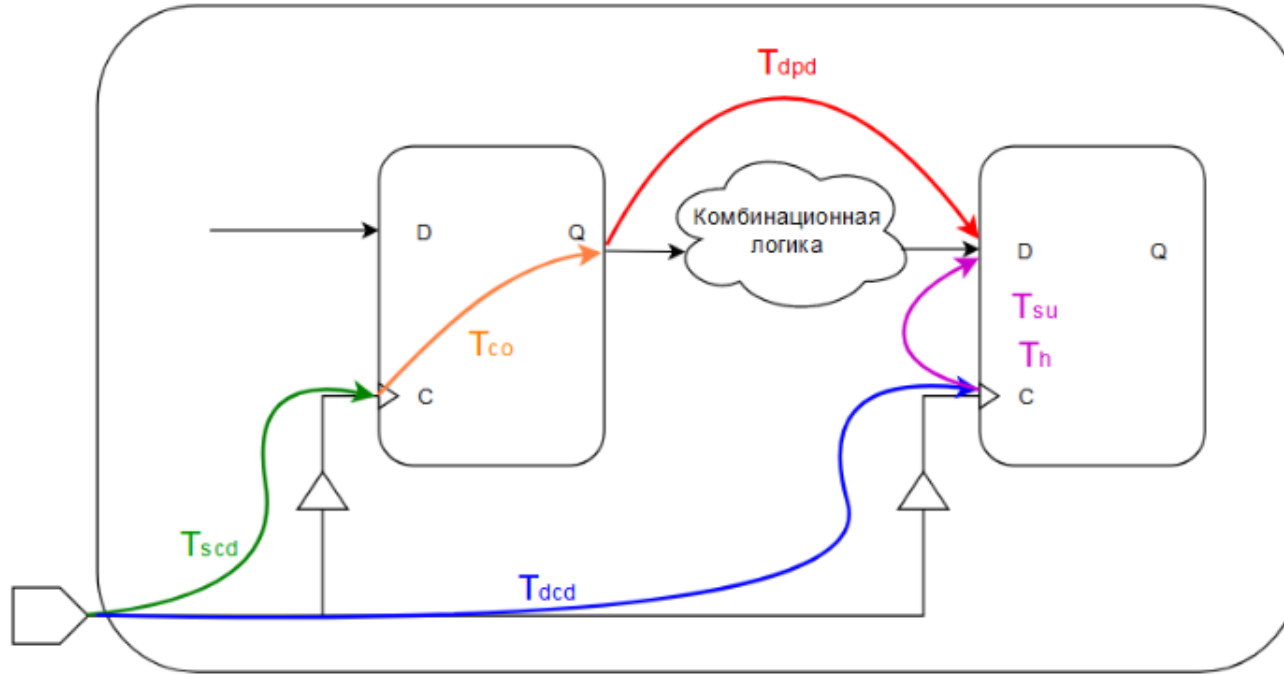 Tdpd
D
Q
Комбинационная
логика
D
Q
Tco
Tsu
Th
C
C
Tscd
Tdcd